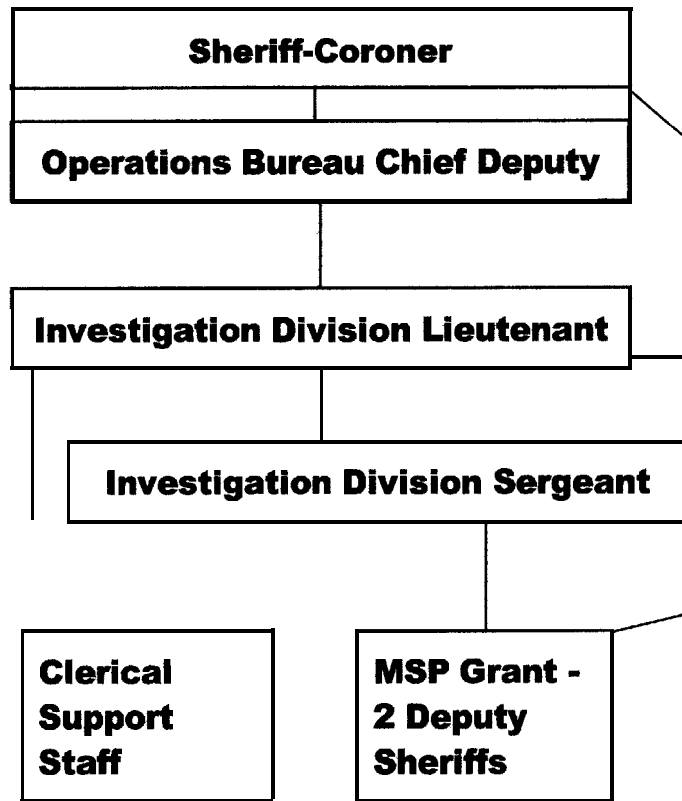 Sheriff-Coroner
Operations Bureau Chief Deputy
Investigation Division Lieutenant
Investigation Division Sergeant
Clerical
Support
Staff
MSP Grant -
2 Deputy
Sheriffs